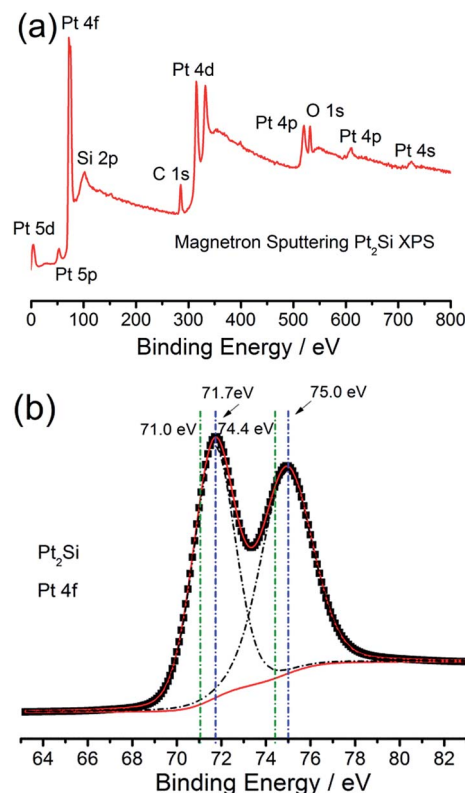 (a)
Pt 4f
Pt 4d
Pt 4p
O 1s
Pt 4p
Pt 4s
Si 2p
C 1s
Pt 5d
Pt 5p
Magnetron Sputtering Pt₂Si XPS
0 100 200 300 400 500 600 700 800
Binding Energy / eV
(b)
71.7eV
75.0 eV
71.0 eV
74.4 eV
Pt₂Si
Pt 4f
64 66 68 70 72 74 76 78 80 82
Binding Energy / eV